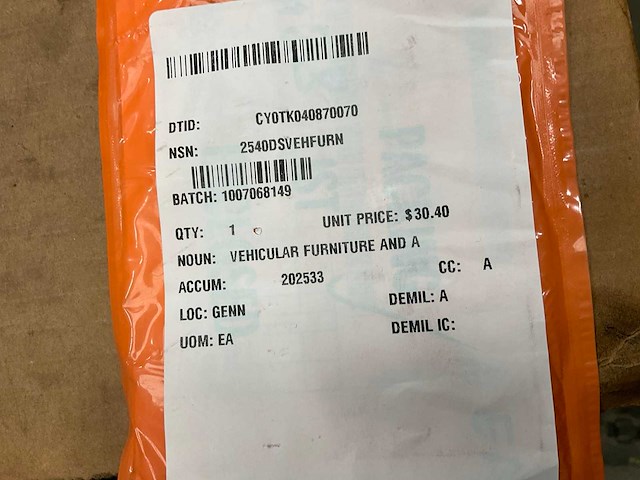 DTID: CY0TK040870070
NSN: 2540DSVEHFURN
BATCH: 1007068149
QTY: 1 UNIT PRICE: $30.40
NOUN: VEHICULAR FURNITURE AND A
ACCUM: 202533 CC: A
LOC: GENN DEMIL: A
UOM: EA DEMIL IC: